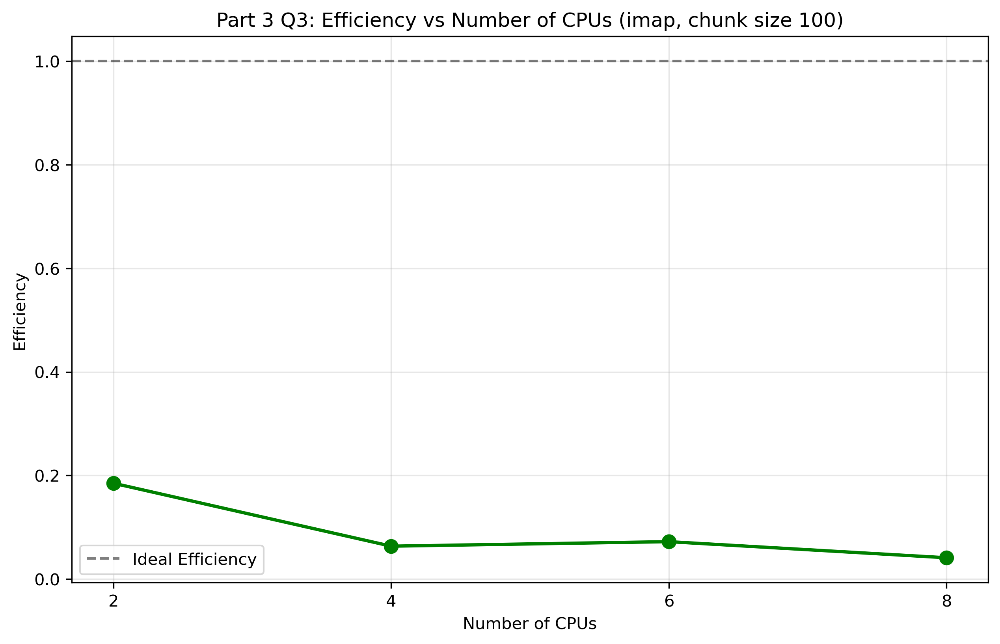 Part 3 Q3: Efficiency vs Number of CPUs (imap, chunk size 100)
1.0
0.8
0.6
0.4
0.2
0.0
Efficiency
Ideal Efficiency
2 4 6 8
Number of CPUs